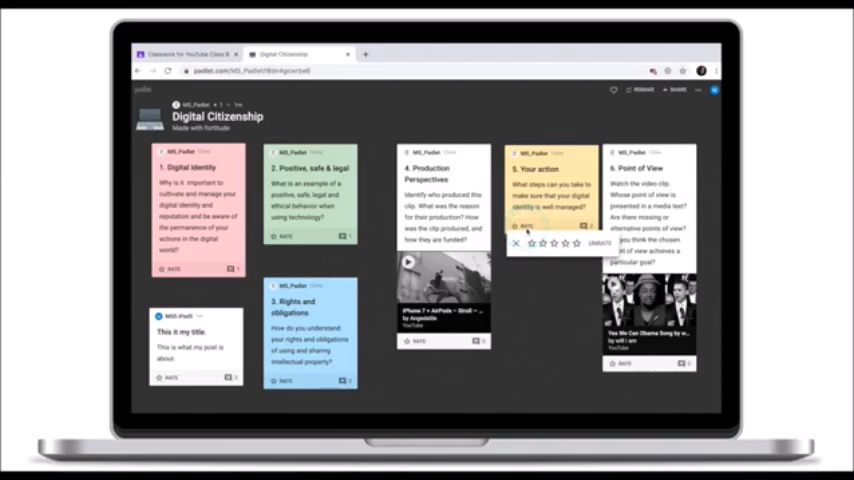 Classwork for YouTube Class B
Digital Citizenship
padlet
REMAKE
SHARE
MS_Padlet
1m
Digital Citizenship
Made with fortitude
MS_Padlet
1. Digital Identity
Why is it important to
cultivate and manage your
digital identity and
reputation and be aware of
the permanence of your
actions in the digital
world?
RATE
MS_Padlet
2. Positive, safe & legal
What is an example of a
positive, safe, legal and
ethical behavior when
using technology?
RATE
MS_Padlet
4. Production
Perspectives
Identify who produced this
clip. What was the reason
for their production? How
was the clip produced, and
how are they funded?
iPhone 7 + AirPods – Stroll – ...
by Angedelite
YouTube
RATE
MS_Padlet
5. Your action
What steps can you take to
make sure that your digital
identity is well managed?
RATE
UNRATE
MS_Padlet
6. Point of View
Watch the video clip.
Whose point of view is
presented in a media text?
Are there missing or
alternative points of view?
you think the chosen
point of view achieves a
particular goal?
Yes We Can Obama Song by w...
by will i am
YouTube
RATE
This it my title.
This is what my post is
about.
RATE
MS_Padlet
3. Rights and
obligations
How do you understand
your rights and obligations
of using and sharing
intellectual property?
RATE